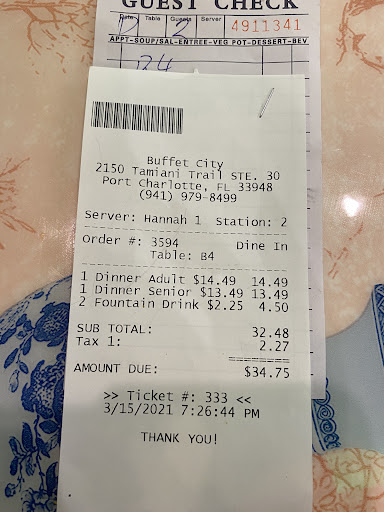 GUEST CHECK
Date Table Guests Server 4911341
2
APPT-SOUP/SAL-ENTREE-VEG POT-DESSERT-BEV
Buffet City
2150 Tamiani Trail STE. 30
Port Charlotte, FL 33948
(941) 979-8499
Server: Hannah 1 Station: 2
Order #: 3594 Dine In
Table: B4
1 Dinner Adult $14.49 14.49
1 Dinner Senior $13.49 13.49
2 Fountain Drink $2.25 4.50
SUB TOTAL: 32.48
Tax 1: 2.27
AMOUNT DUE: $34.75
>> Ticket #: 333 <<
3/15/2021 7:26:44 PM
THANK YOU!